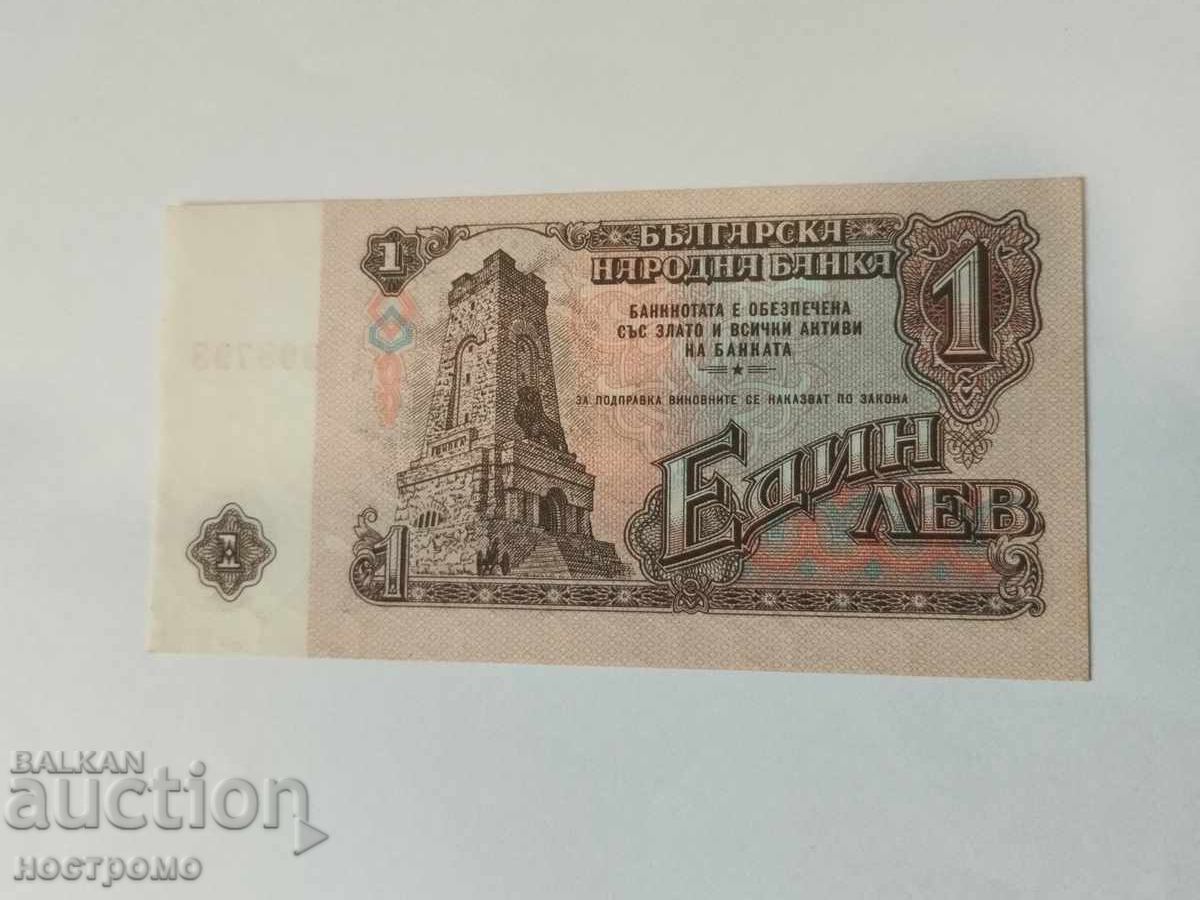 1
БЪЛГАРСКА
НАРОДНА БАНКА
1
БАНКНОТАТА Е ОБЕЗПЕЧЕНА
СЪС ЗЛАТО И ВСИЧКИ АКТИВИ
НА БАНКАТА
ЗА ПОДПРАВКА ВИНОВНИТЕ СЕ НАКАЗВАТ ПО ЗАКОНА
ЕДИН
ЛЕВ
1
1
BALKAN
auction
НОСТРОМО